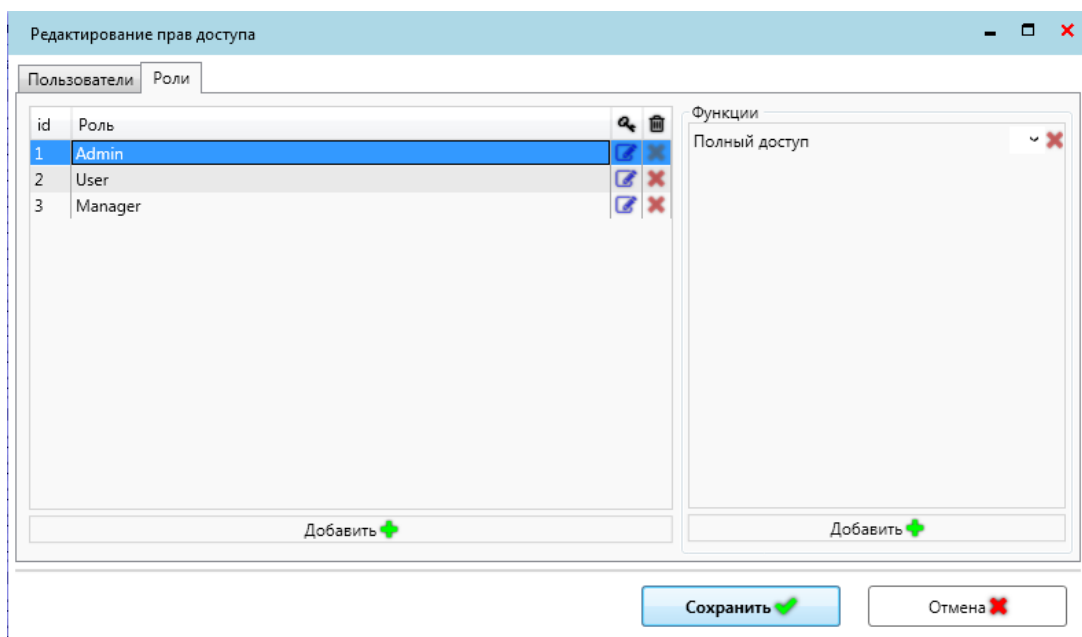 Редактирование прав доступа
Пользователи Роли
id Роль
1 Admin
2 User
3 Manager
Добавить
Функции
Полный доступ
Добавить
Сохранить Отмена